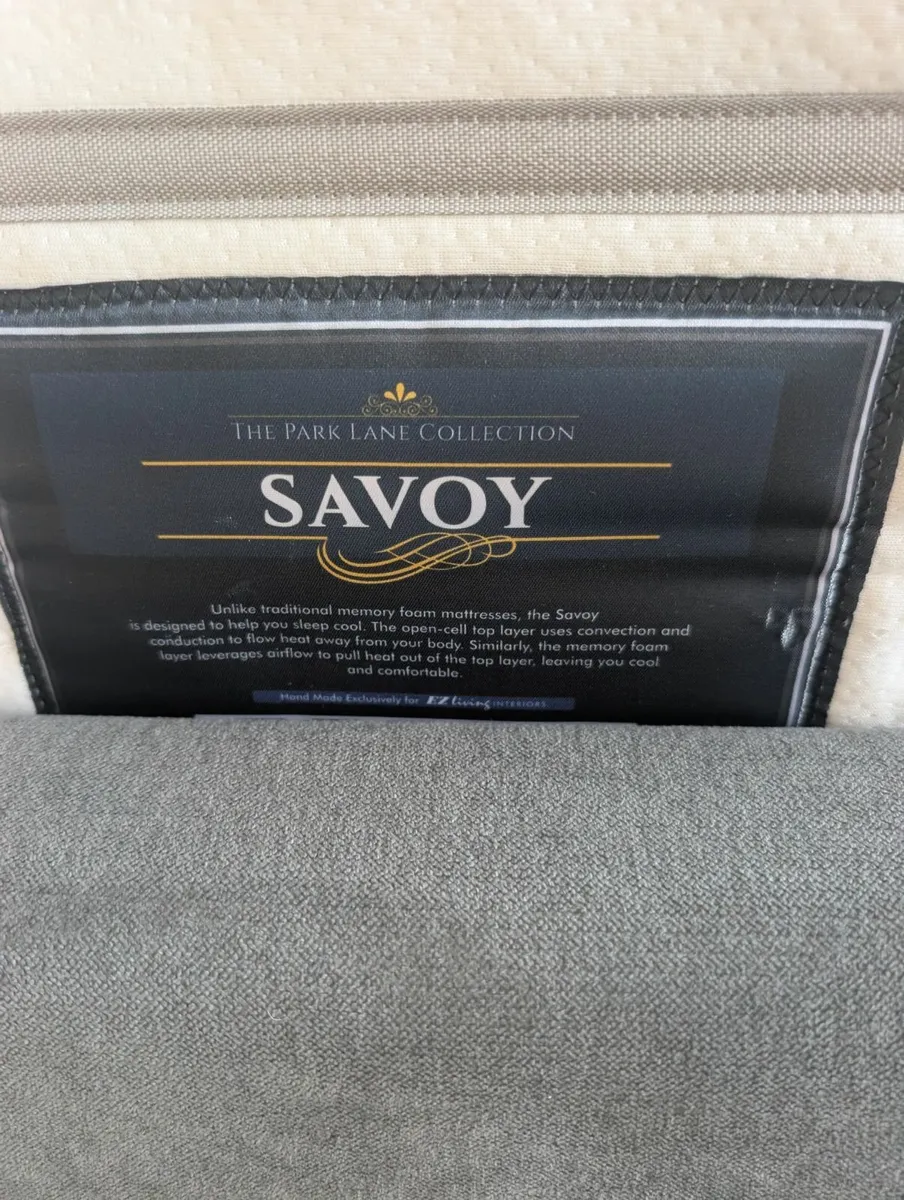 THE PARK LANE COLLECTION
SAVOY
Unlike traditional memory foam mattresses, the Savoy
is designed to help you sleep cool. The open-cell top layer uses convection and
conduction to flow heat away from your body. Similarly, the memory foam
layer leverages airflow to pull heat out of the top layer, leaving you cool
and comfortable.
Hand Made Exclusively for EZ living INTERIORS